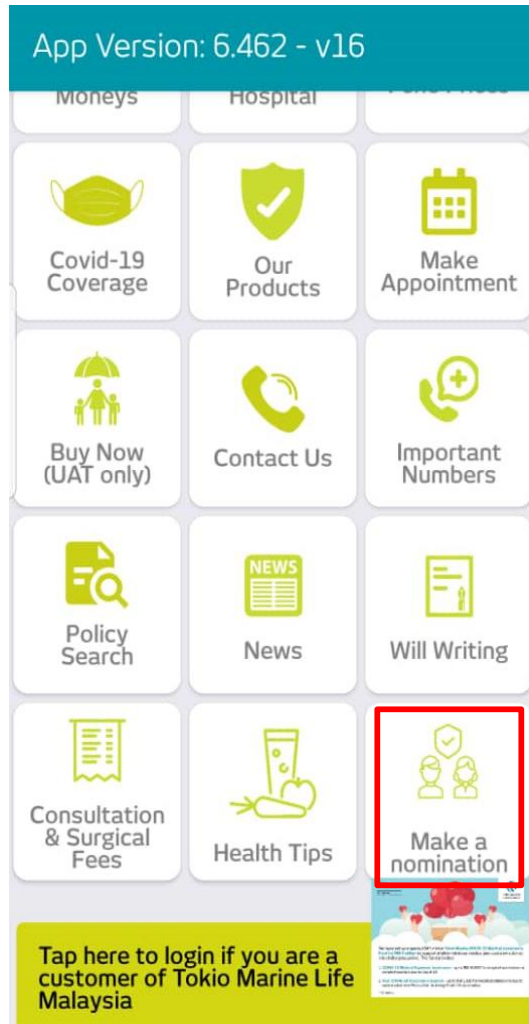 App Version: 6.462 - v16
Moneys
Hospital
Covid-19
Coverage
Our
Products
Make
Appointment
Buy Now
(UAT only)
Contact Us
Important
Numbers
Policy
Search
NEWS
News
Will Writing
Consultation
& Surgical
Fees
Health Tips
Make a
nomination
Tap here to login if you are a
customer of Tokio Marine Life
Malaysia